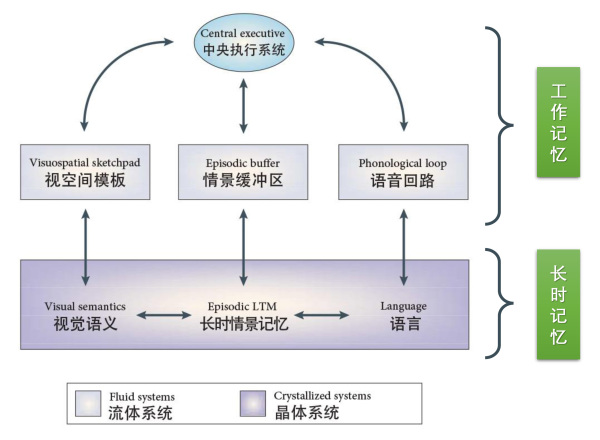 Central executive
中央执行系统
Visuospatial sketchpad
视空间模板
Episodic buffer
情景缓冲区
Phonological loop
语音回路
工作记忆
Visual semantics
视觉语义
Episodic LTM
长时情景记忆
Language
语言
长时记忆
Fluid systems
流体系统
Crystallized systems
晶体系统